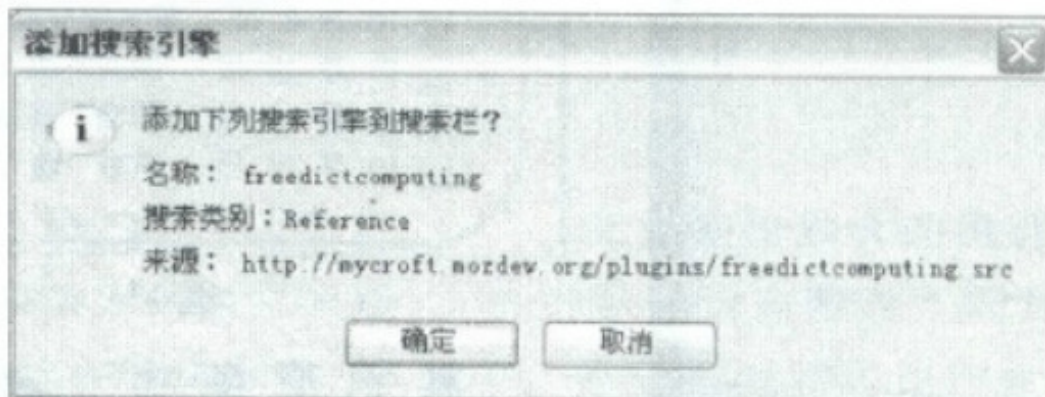 添加搜索引擎
添加下列搜索引擎到搜索栏？
名称： freedictcomputing
搜索类别：Reference
来源： http://mycroft.mozdev.org/plugins/freedictcomputing.src
确定 取消